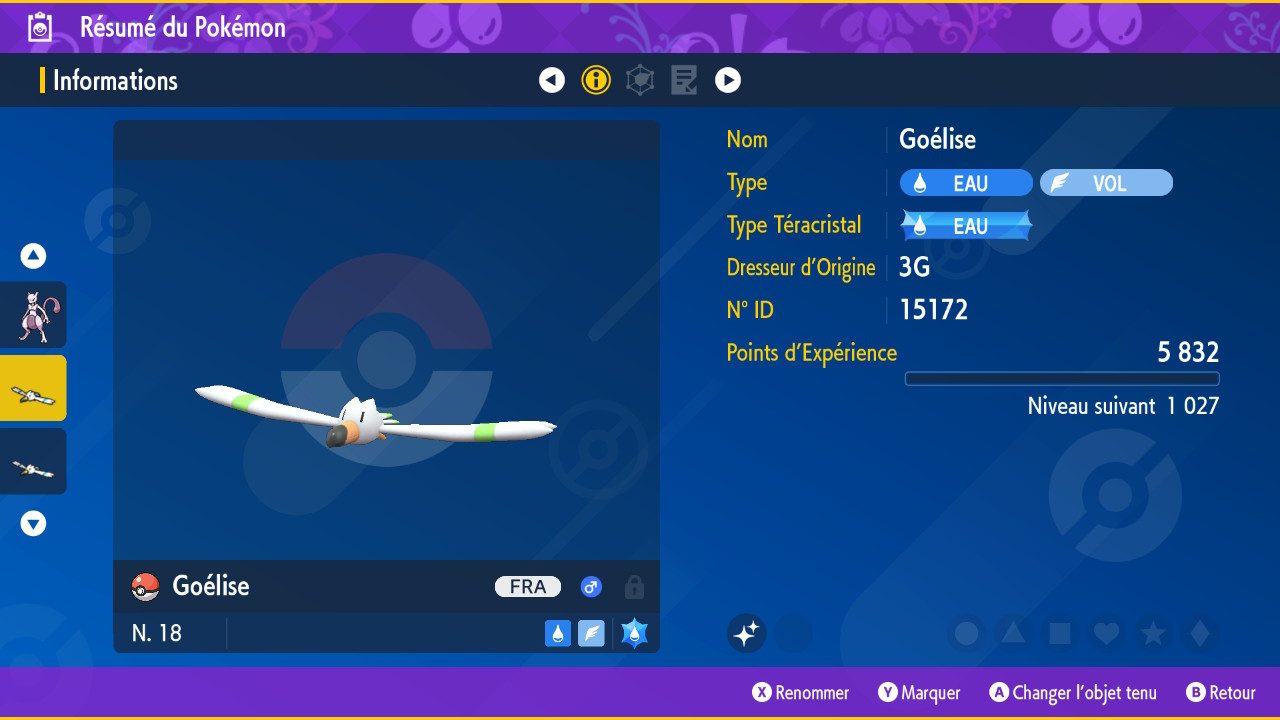 Résumé du Pokémon
Informations
Nom Goélise
Type EAU VOL
Type Téracristal EAU
Dresseur d'Origine 3G
N° ID 15172
Points d'Expérience 5 832
Niveau suivant 1 027
Goélise FRA ♂
N. 18
X Renommer Y Marquer A Changer l'objet tenu B Retour